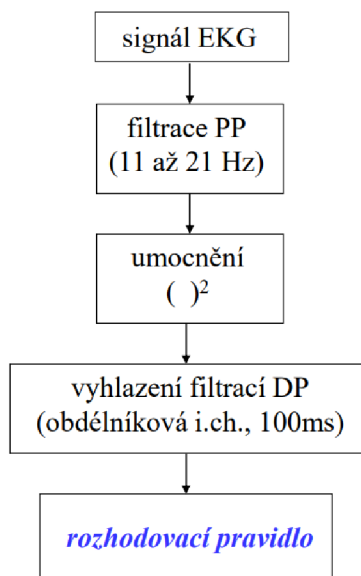 signál EKG
filtrace PP
(11 až 21 Hz)
umocnění
( )²
vyhlazení filtrací DP
(obdélníková i.ch., 100ms)
rozhodovací pravidlo